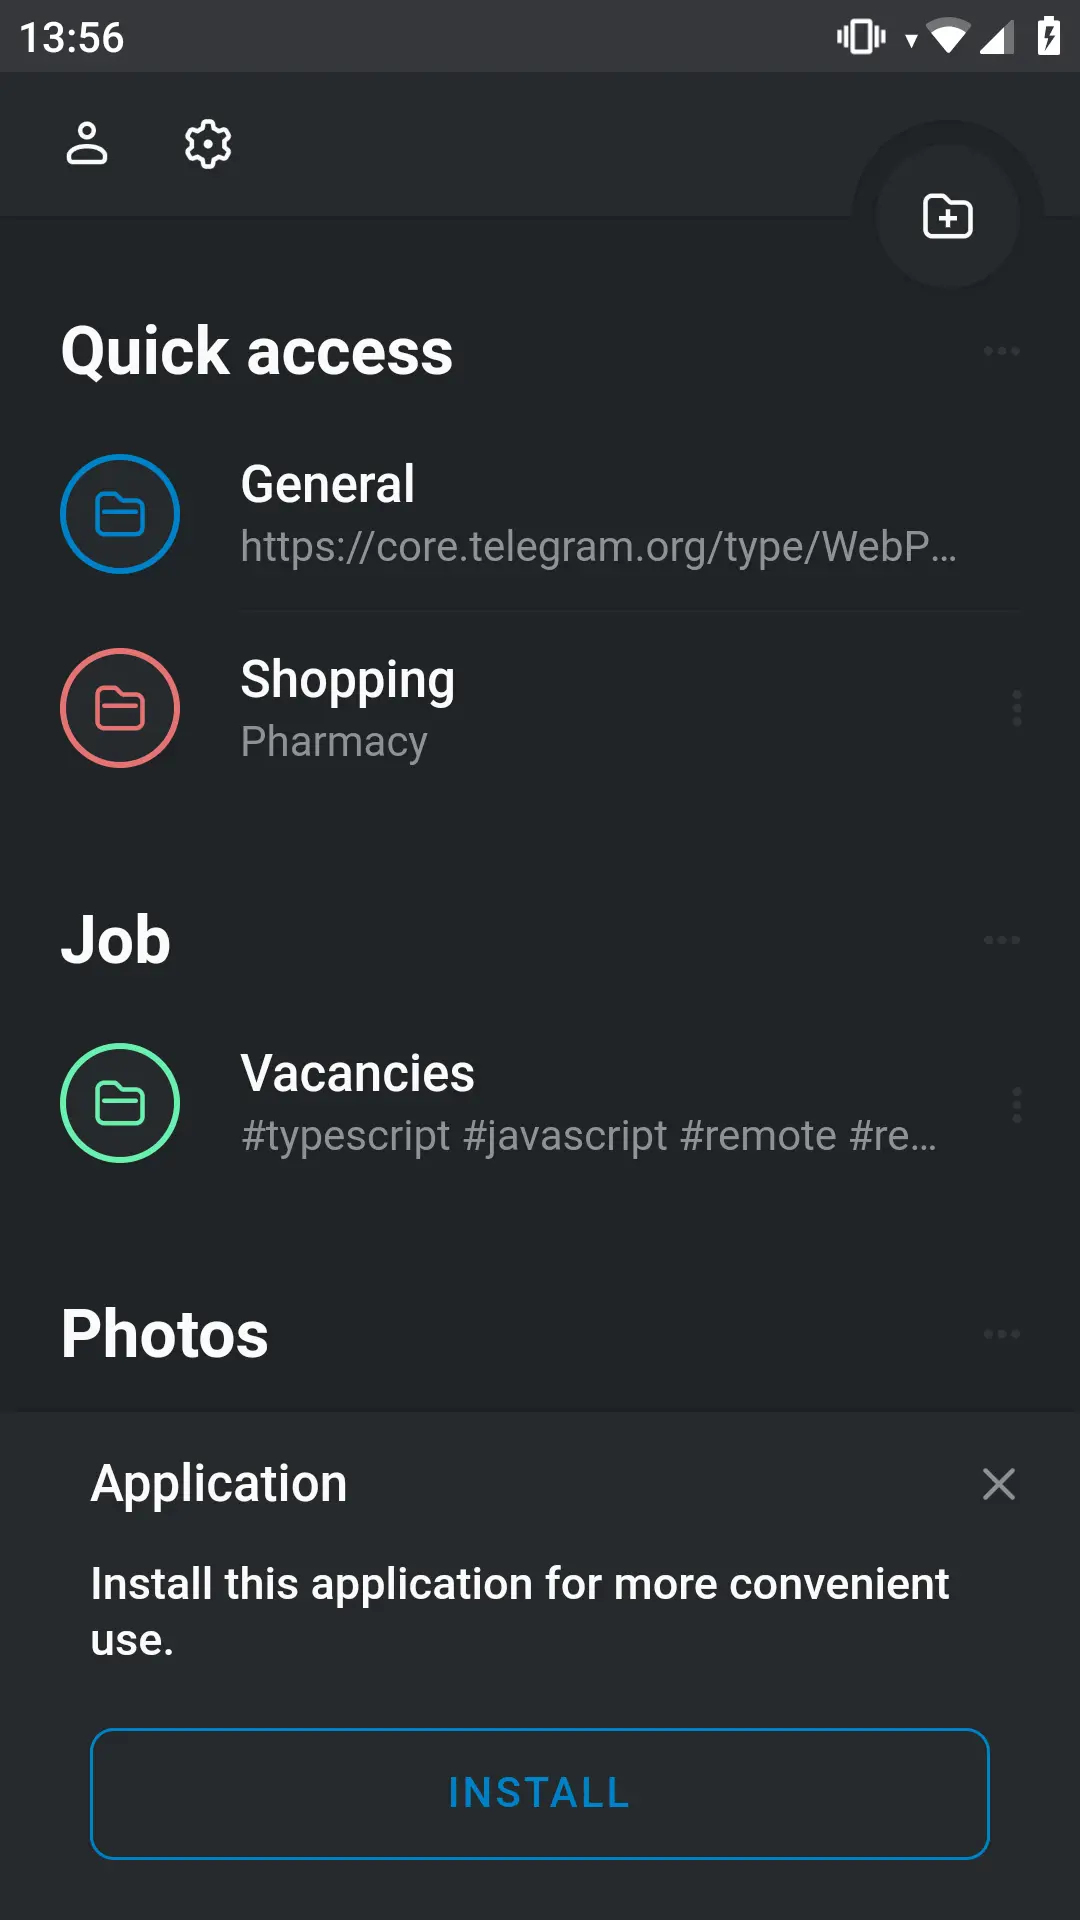 13:56
Quick access
General
https://core.telegram.org/type/WebP...
Shopping
Pharmacy
Job
Vacancies
#typescript #javascript #remote #re...
Photos
Application
Install this application for more convenient
use.
INSTALL